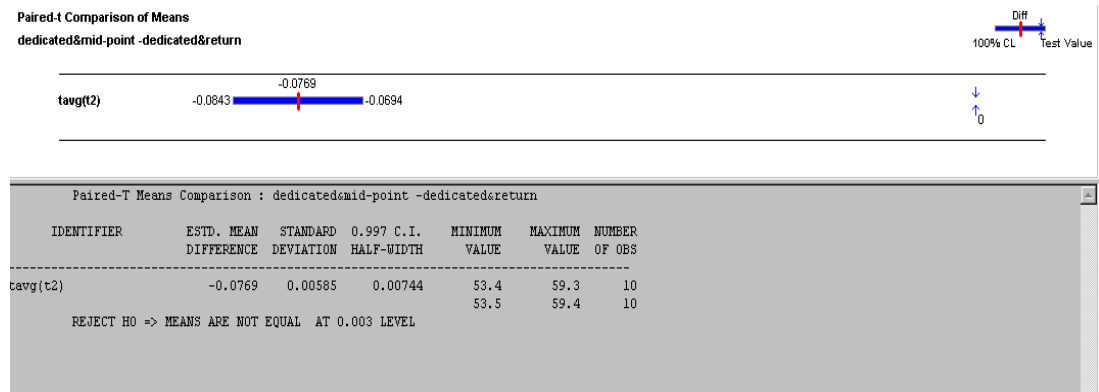 Paired-t Comparison of Means
dedicated&mid-point -dedicated&return
Diff
100% CL Test Value
-0.0769
tavg(t2) -0.0843 -0.0694
0
Paired-T Means Comparison : dedicated&mid-point -dedicated&return
IDENTIFIER ESTD. MEAN STANDARD 0.997 C.I. MINIMUM MAXIMUM NUMBER
DIFFERENCE DEVIATION HALF-WIDTH VALUE VALUE OF OBS
tavg(t2) -0.0769 0.00585 0.00744 53.4 59.3 10
53.5 59.4 10
REJECT H0 => MEANS ARE NOT EQUAL AT 0.003 LEVEL